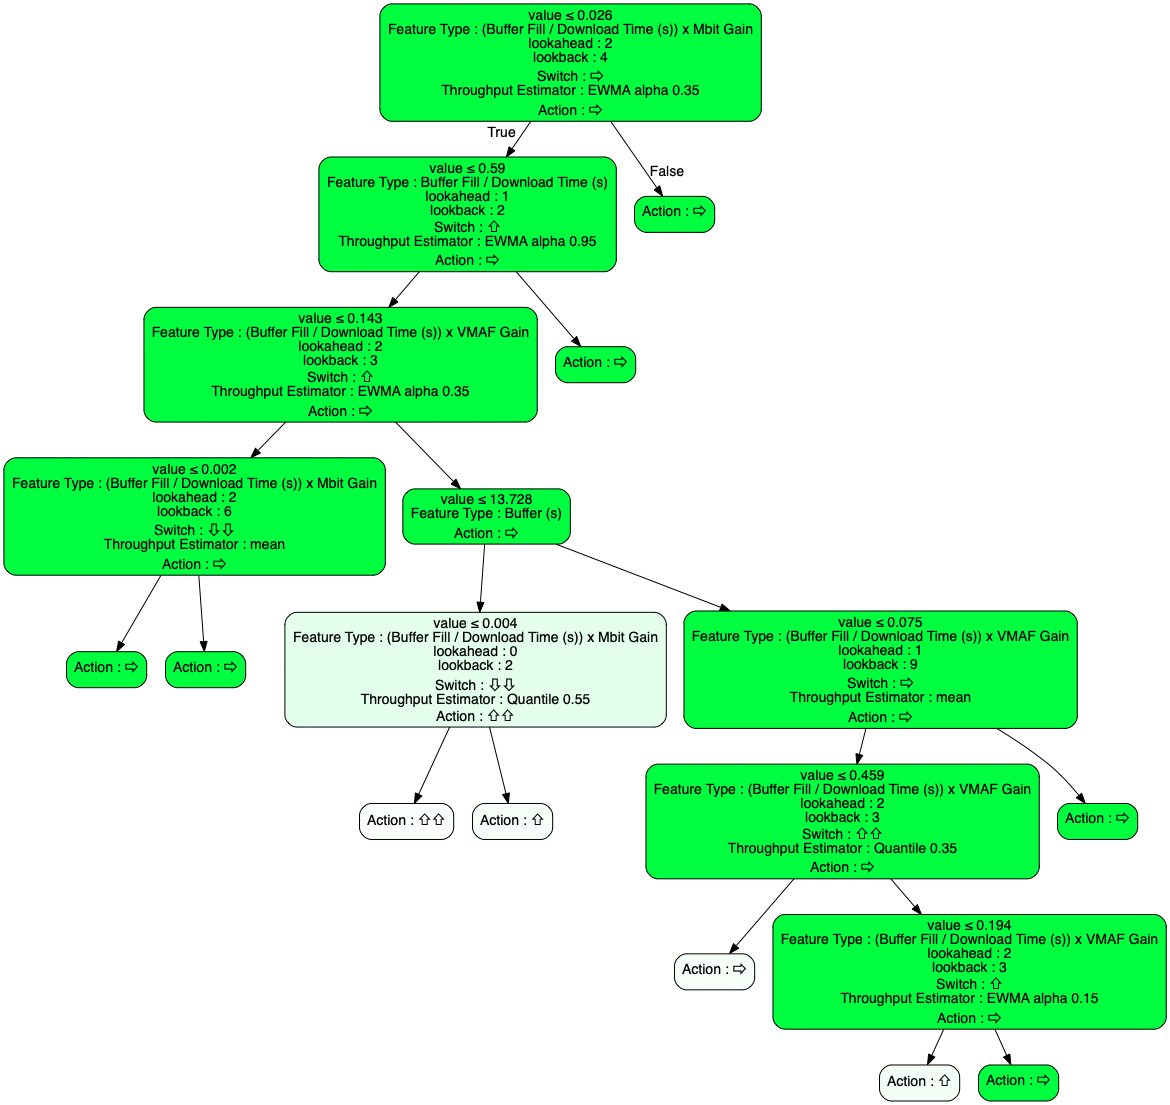 value ≤ 0.026
Feature Type : (Buffer Fill / Download Time (s)) x Mbit Gain
lookahead : 2
lookback : 4
Switch : ⇨
Throughput Estimator : EWMA alpha 0.35
Action : ⇨
True
False
value ≤ 0.59
Feature Type : Buffer Fill / Download Time (s)
lookahead : 1
lookback : 2
Switch : ⇧
Throughput Estimator : EWMA alpha 0.95
Action : ⇨
Action : ⇨
value ≤ 0.143
Feature Type : (Buffer Fill / Download Time (s)) x VMAF Gain
lookahead : 2
lookback : 3
Switch : ⇧
Throughput Estimator : EWMA alpha 0.35
Action : ⇨
Action : ⇨
value ≤ 0.002
Feature Type : (Buffer Fill / Download Time (s)) x Mbit Gain
lookahead : 2
lookback : 6
Switch : ⇩⇩
Throughput Estimator : mean
Action : ⇨
value ≤ 13.728
Feature Type : Buffer (s)
Action : ⇨
Action : ⇨
Action : ⇨
value ≤ 0.004
Feature Type : (Buffer Fill / Download Time (s)) x Mbit Gain
lookahead : 0
lookback : 2
Switch : ⇩⇩
Throughput Estimator : Quantile 0.55
Action : ⇧⇧
value ≤ 0.075
Feature Type : (Buffer Fill / Download Time (s)) x VMAF Gain
lookahead : 1
lookback : 9
Switch : ⇨
Throughput Estimator : mean
Action : ⇨
Action : ⇧⇧
Action : ⇧
value ≤ 0.459
Feature Type : (Buffer Fill / Download Time (s)) x VMAF Gain
lookahead : 2
lookback : 3
Switch : ⇧⇧
Throughput Estimator : Quantile 0.35
Action : ⇨
Action : ⇨
Action : ⇨
value ≤ 0.194
Feature Type : (Buffer Fill / Download Time (s)) x VMAF Gain
lookahead : 2
lookback : 3
Switch : ⇧
Throughput Estimator : EWMA alpha 0.15
Action : ⇨
Action : ⇧
Action : ⇨